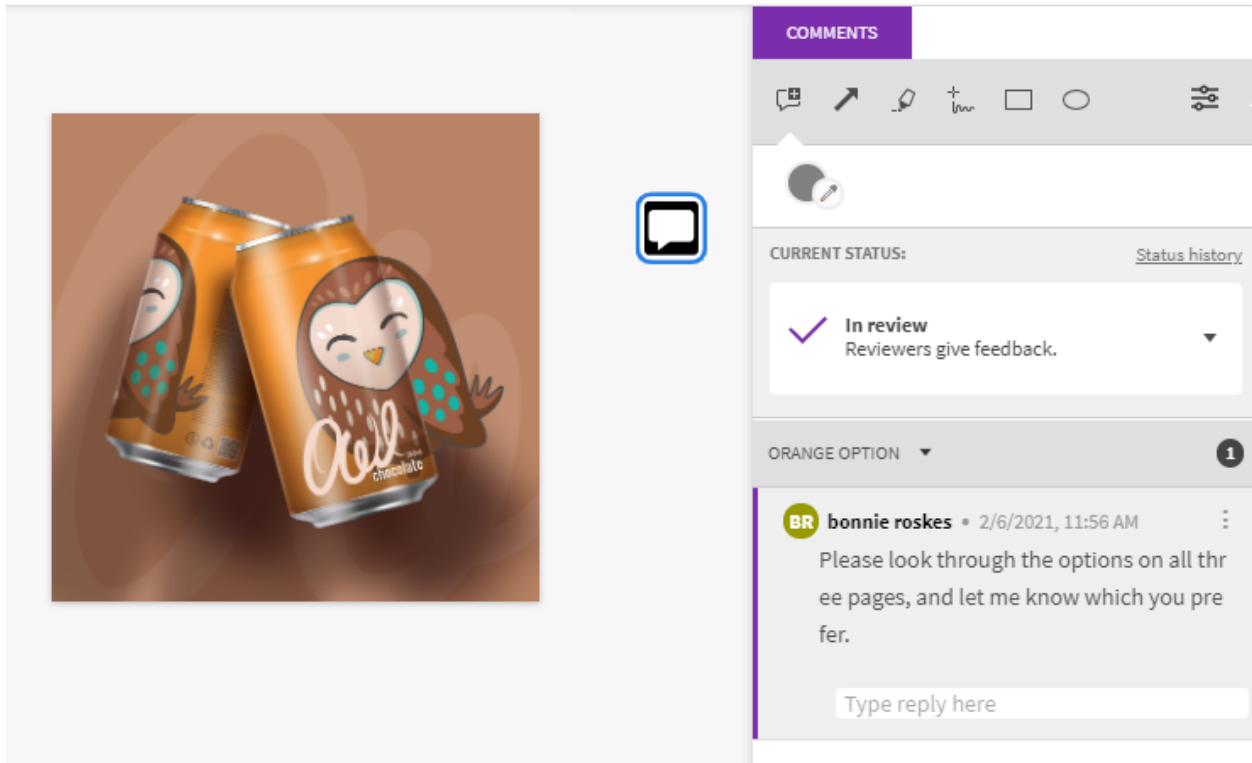 COMMENTS
CURRENT STATUS:
Status history
In review
Reviewers give feedback.
ORANGE OPTION
1
BR bonnie roskes • 2/6/2021, 11:56 AM
Please look through the options on all thr
ee pages, and let me know which you pre
fer.
Type reply here
chocolate